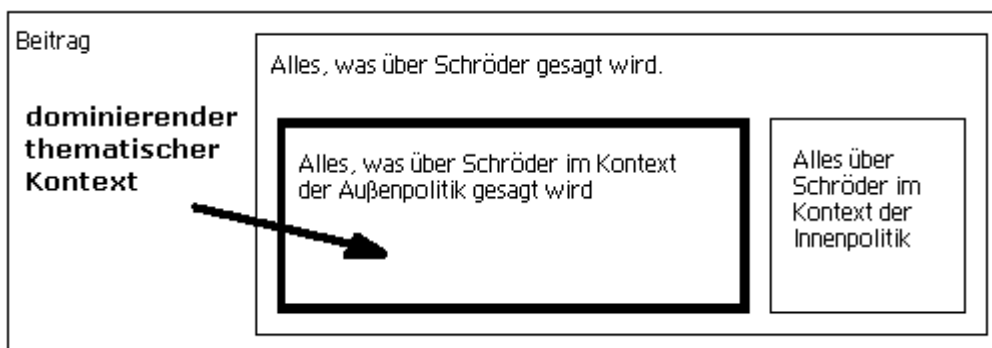 Beitrag
Alles, was über Schröder gesagt wird.
dominierender
thematischer
Kontext
Alles, was über Schröder im Kontext
der Außenpolitik gesagt wird
Alles über
Schröder im
Kontext der
Innenpolitik